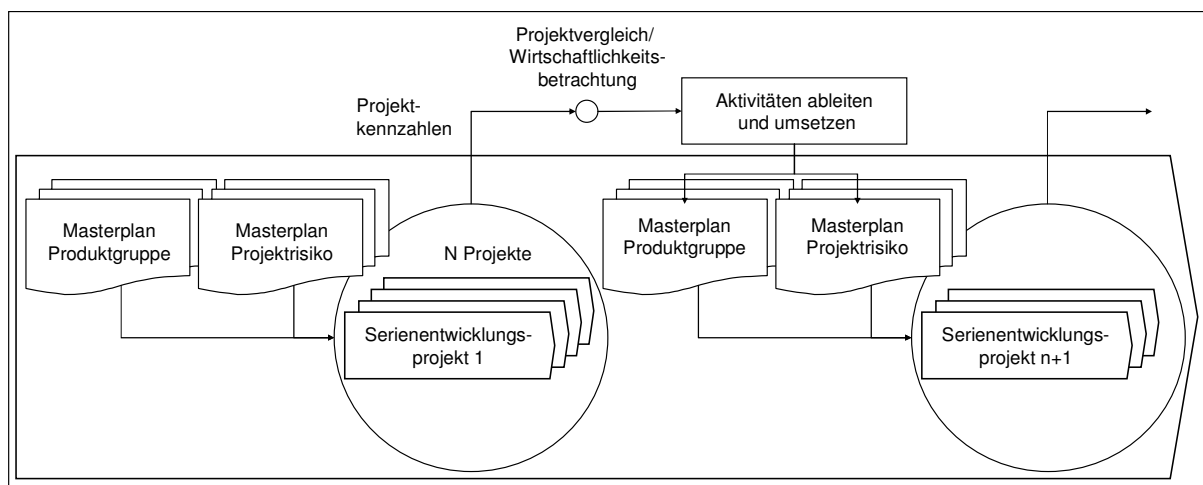 Projektvergleich/
Wirtschaftlichkeits-
betrachtung
Projekt-
kennzahlen
Aktivitäten ableiten
und umsetzen
Masterplan
Produktgruppe
Masterplan
Projektrisiko
N Projekte
Serienentwicklungs-
projekt 1
Masterplan
Produktgruppe
Masterplan
Projektrisiko
Serienentwicklungs-
projekt n+1